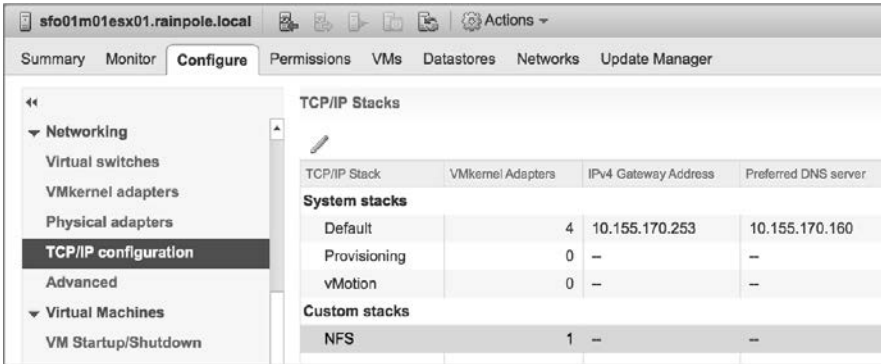 sfo01m01esx01.rainpole.local Actions
Summary Monitor Configure Permissions VMs Datastores Networks Update Manager
Networking
Virtual switches
VMkernel adapters
Physical adapters
TCP/IP configuration
Advanced
Virtual Machines
VM Startup/Shutdown
TCP/IP Stacks
TCP/IP Stack VMkernel Adapters IPv4 Gateway Address Preferred DNS server
System stacks
Default 4 10.155.170.253 10.155.170.160
Provisioning 0 -- --
vMotion 0 -- --
Custom stacks
NFS 1 -- --